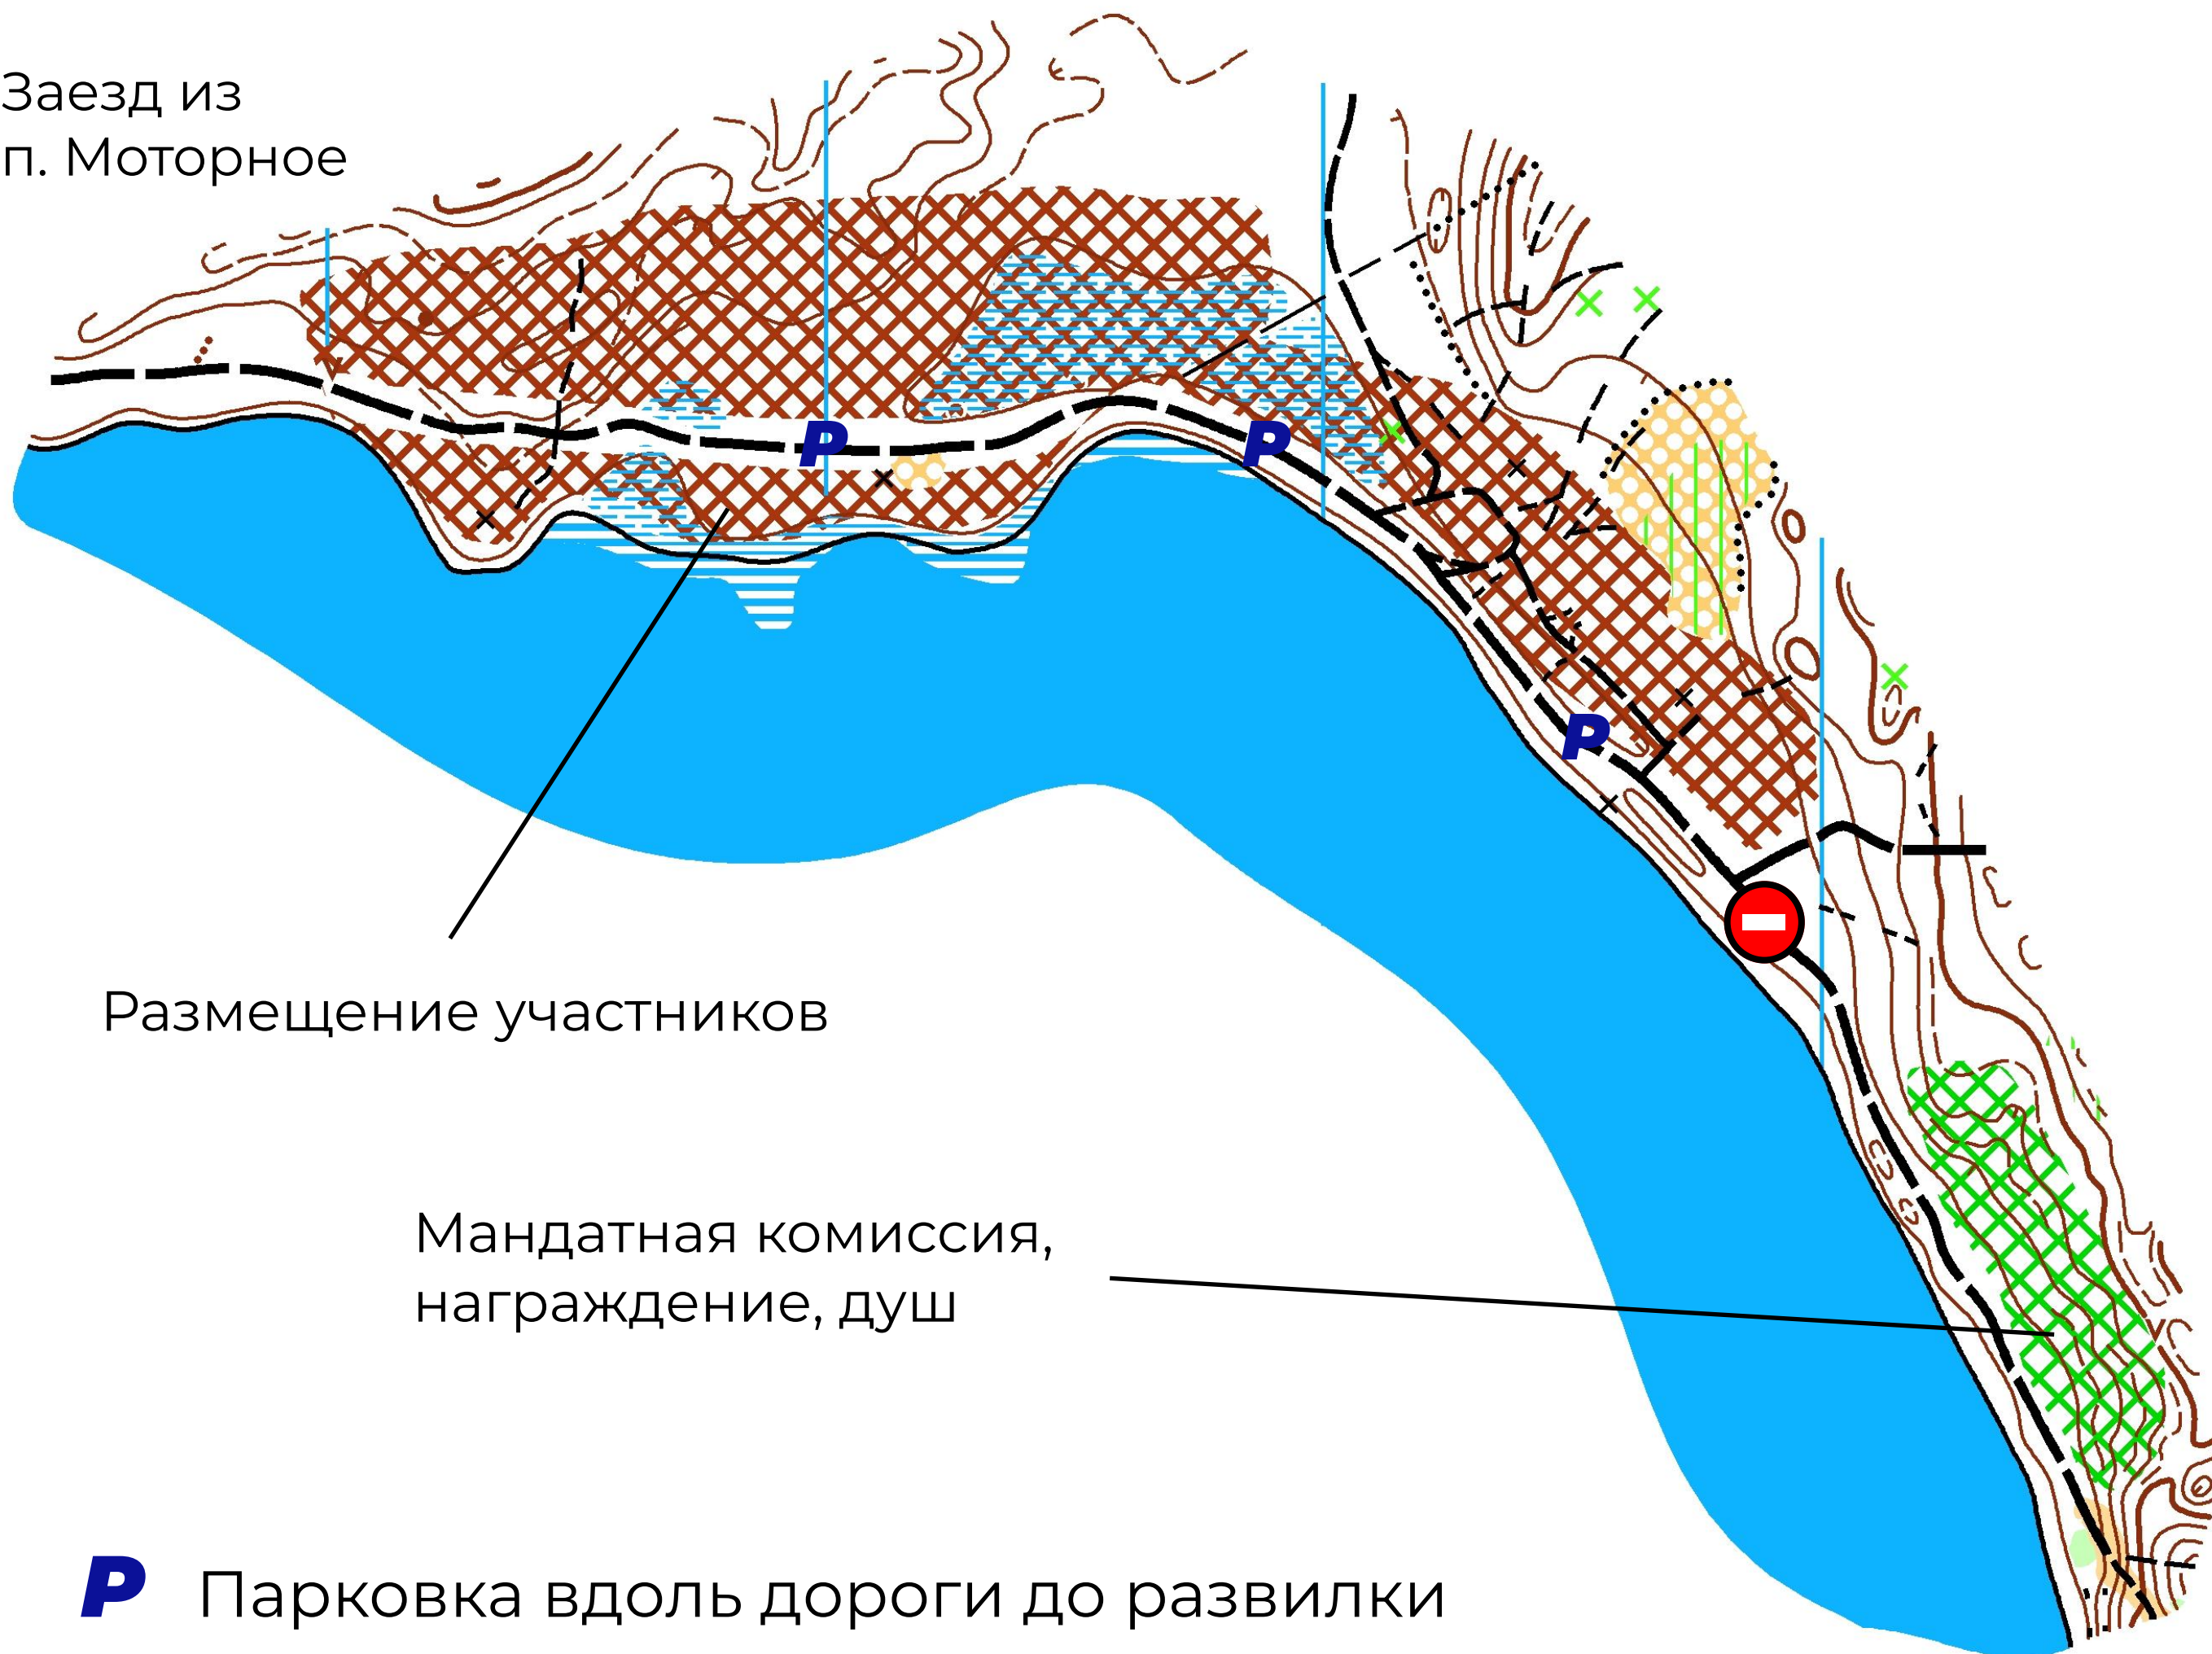 Заезд из
п. Моторное
P
P
P
Размещение участников
Мандатная комиссия,
награждение, душ
P Парковка вдоль дороги до развилки